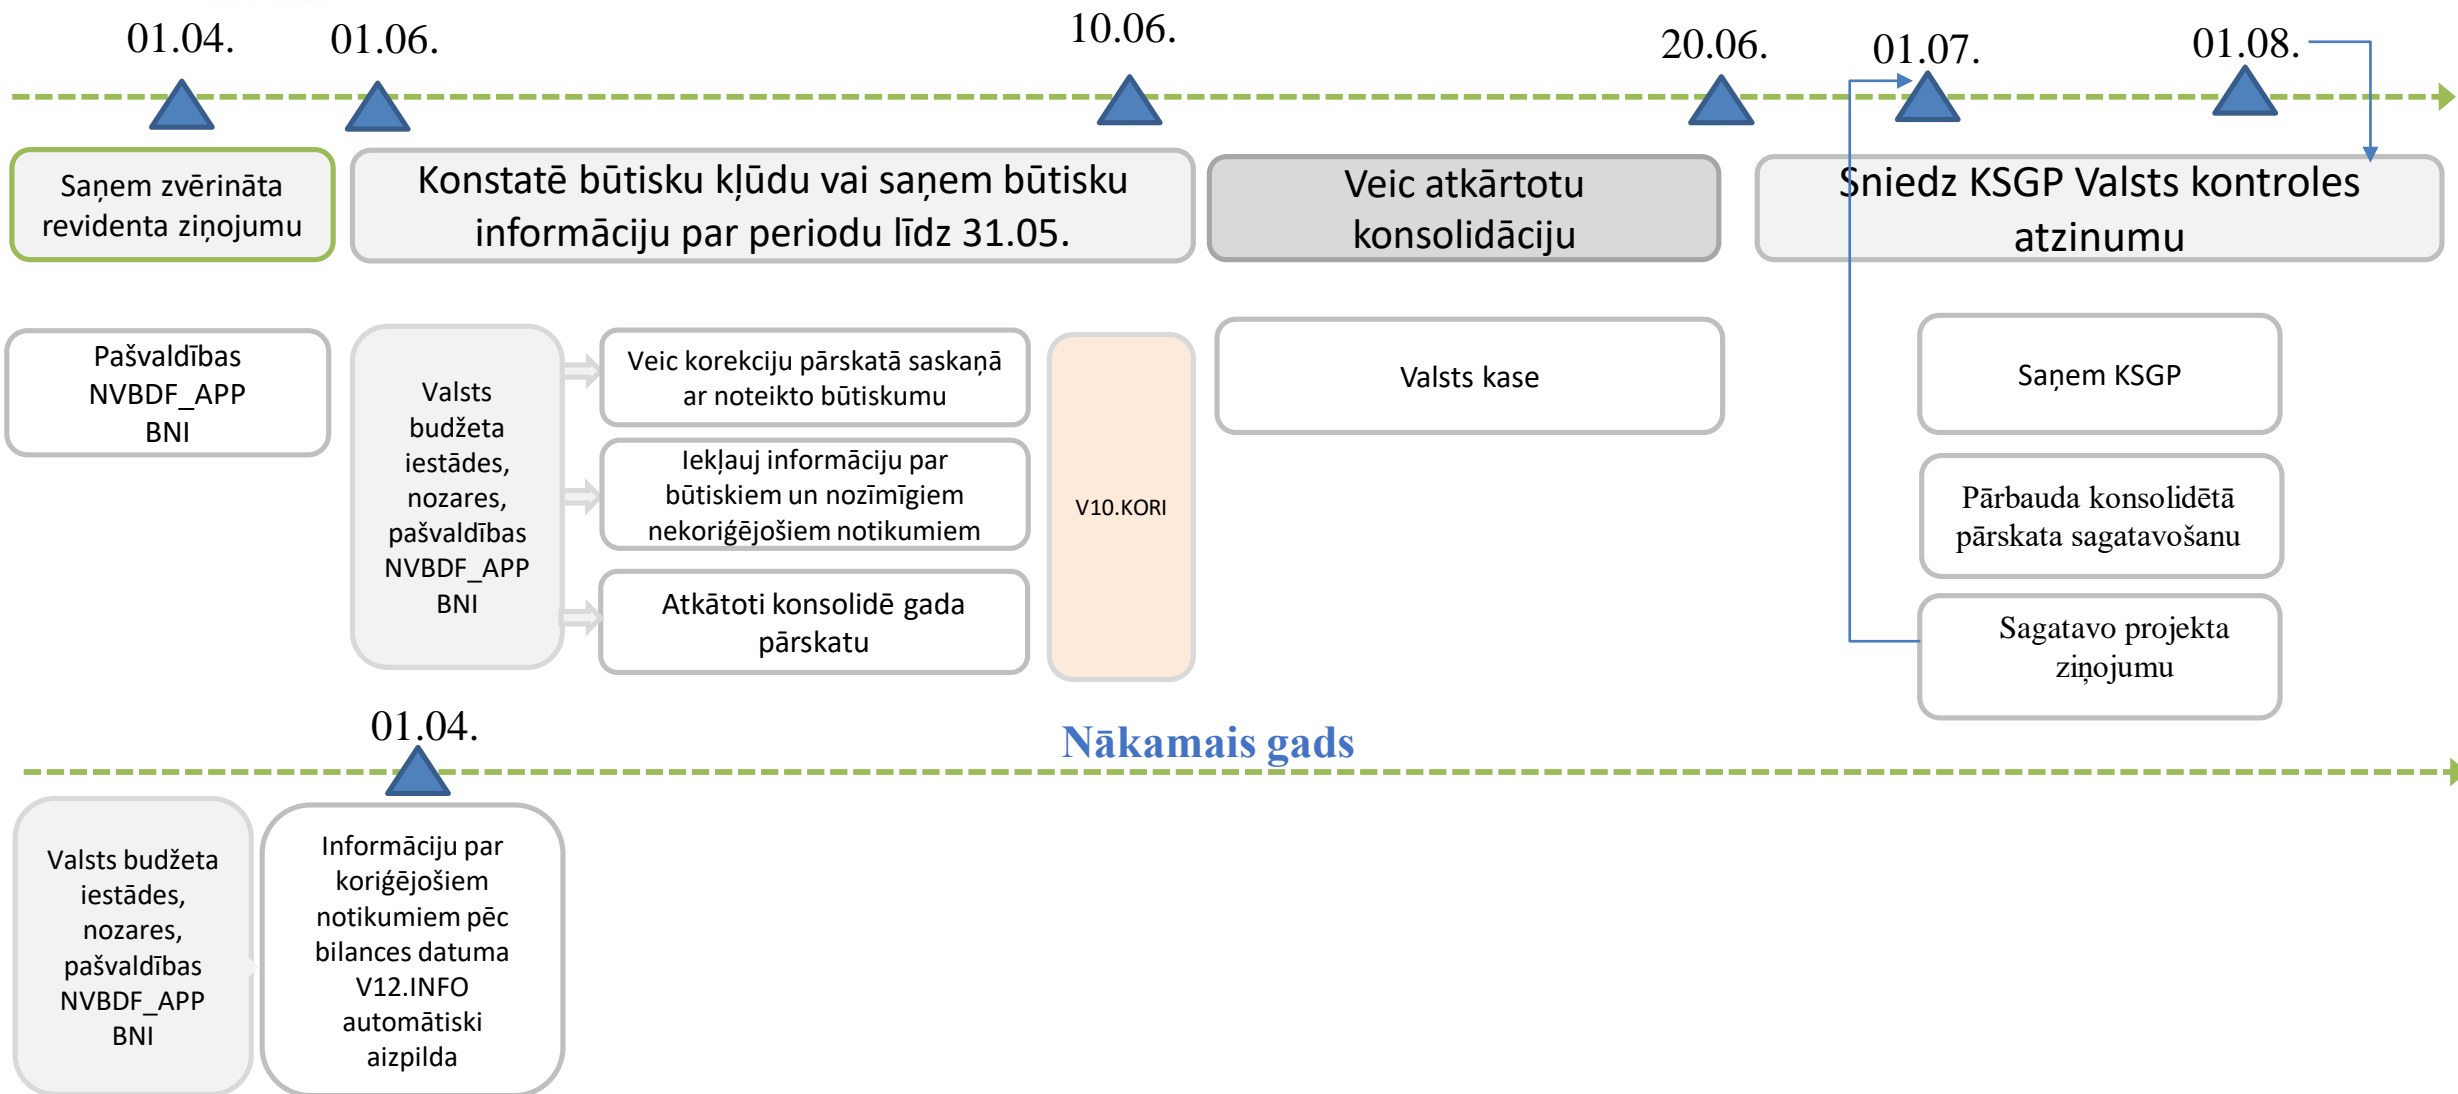 01.04.
01.06.
10.06.
20.06.
01.07.
01.08.
Saņem zvērināta
revidenta ziņojumu
Konstatē būtisku kļūdu vai saņem būtisku
informāciju par periodu līdz 31.05.
Veic atkārtotu
konsolidāciju
Sniedz KSGP Valsts kontroles
atzinumu
Pašvaldības
NVBDF_APP
BNI
Valsts
budžeta
iestādes,
nozares,
pašvaldības
NVBDF_APP
BNI
Veic korekciju pārskatā saskaņā
ar noteikto būtiskumu
Iekļauj informāciju par
būtiskiem un nozīmīgiem
nekoriģējošiem notikumiem
Atkātoti konsolidē gada
pārskatu
V10.KORI
Valsts kase
Saņem KSGP
Pārbauda konsolidētā
pārskata sagatavošanu
Sagatavo projekta
ziņojumu
01.04.
Nākamais gads
Valsts budžeta
iestādes,
nozares,
pašvaldības
NVBDF_APP
BNI
Informāciju par
koriģējošiem
notikumiem pēc
bilances datuma
V12.INFO
automātiski
aizpilda